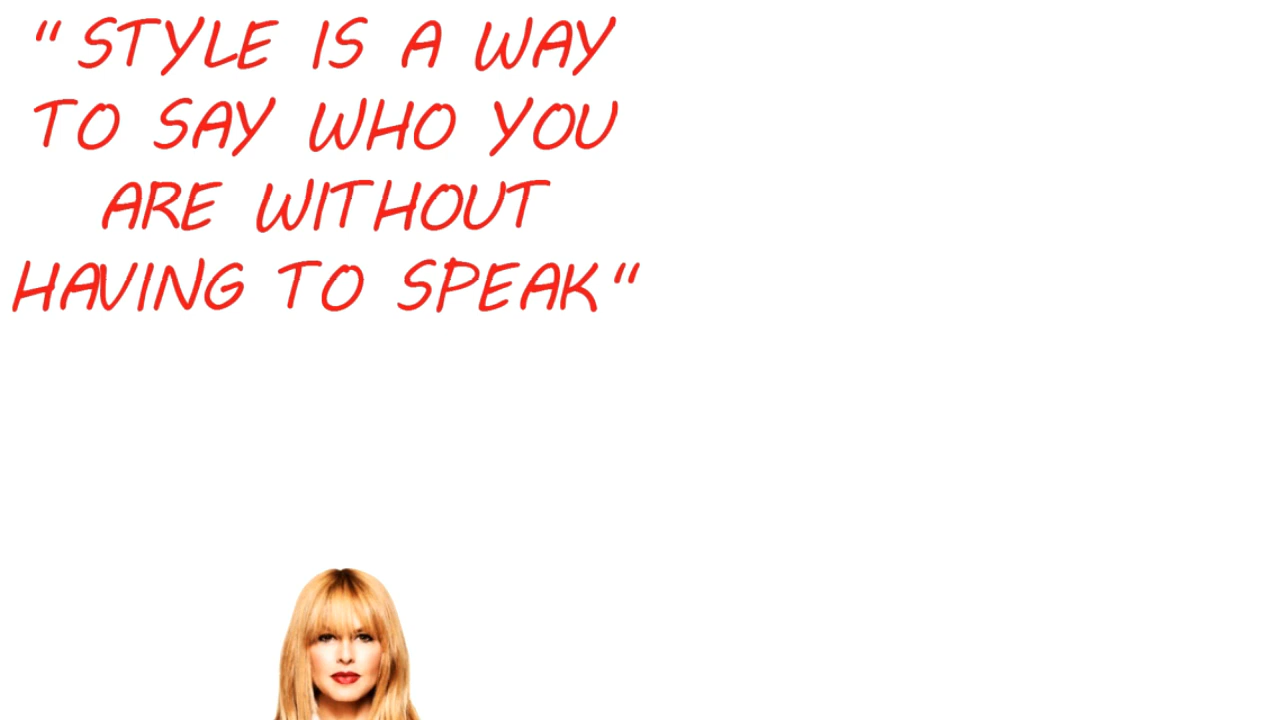 "STYLE IS A WAY
TO SAY WHO YOU
ARE WITHOUT
HAVING TO SPEAK"